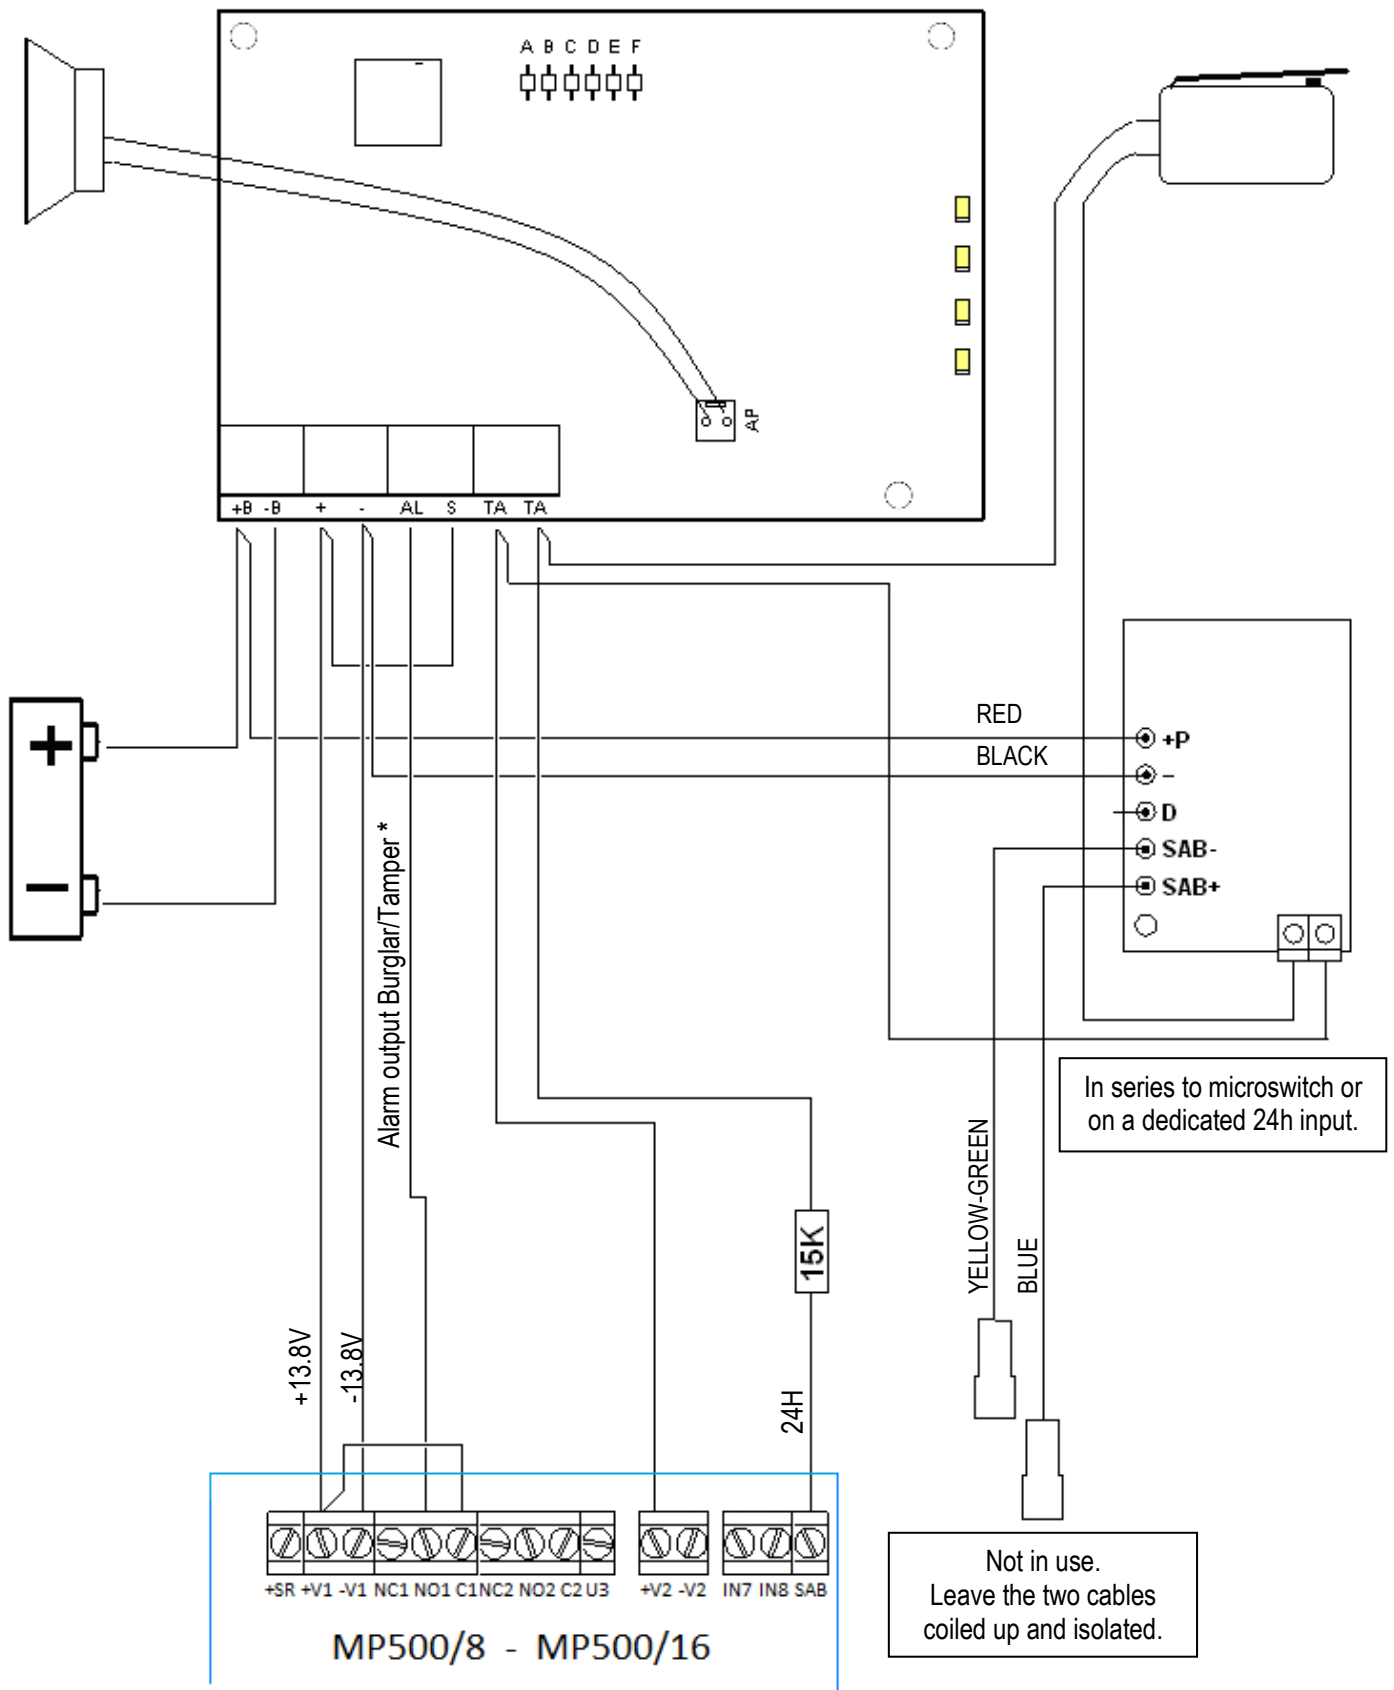 A B C D E F
AP
+B -B + - AL S TA TA
RED
BLACK
+P
–
D
SAB-
SAB+
+
–
Alarm output Burglar/Tamper *
In series to microswitch or
on a dedicated 24h input.
YELLOW-GREEN
BLUE
15K
+13.8V
-13.8V
24H
+SR +V1 -V1 NC1 NO1 C1 NC2 NO2 C2 U3 +V2 -V2 IN7 IN8 SAB
MP500/8 - MP500/16
Not in use.
Leave the two cables
coiled up and isolated.